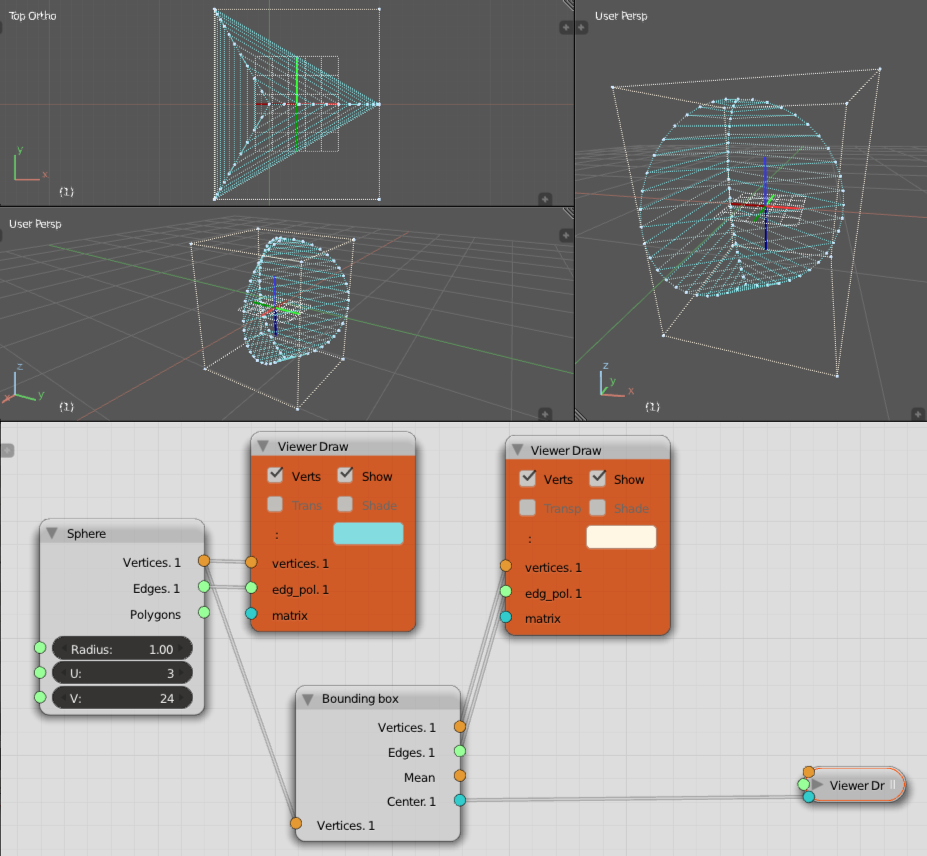 Top Ortho
y
x
(1)
User Persp
z
x
y
(1)
User Persp
z
y
x
(1)
Viewer Draw
Verts
Show
Trans
Shade
:
vertices. 1
edg_pol. 1
matrix
Viewer Draw
Verts
Show
Transp
Shade
:
vertices. 1
edg_pol. 1
matrix
Sphere
Vertices. 1
Edges. 1
Polygons
Radius: 1.00
U: 3
V: 24
Bounding box
Vertices. 1
Edges. 1
Mean
Center. 1
Vertices. 1
Viewer Dr